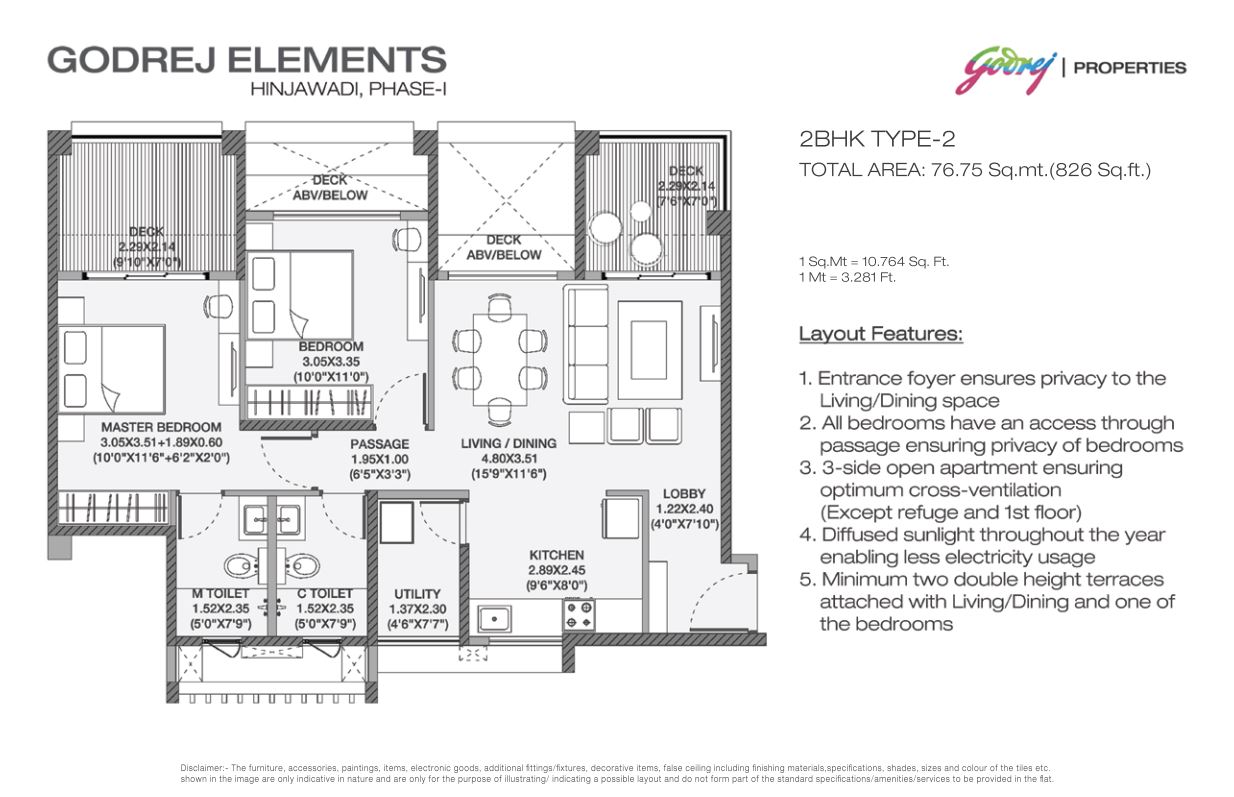 GODREJ ELEMENTS
HINJAWADI, PHASE-I
Godrej | PROPERTIES
2BHK TYPE-2
TOTAL AREA: 76.75 Sq.mt.(826 Sq.ft.)
1 Sq.Mt = 10.764 Sq. Ft.
1 Mt = 3.281 Ft.
Layout Features:
1. Entrance foyer ensures privacy to the
Living/Dining space
2. All bedrooms have an access through
passage ensuring privacy of bedrooms
3. 3-side open apartment ensuring
optimum cross-ventilation
(Except refuge and 1st floor)
4. Diffused sunlight throughout the year
enabling less electricity usage
5. Minimum two double height terraces
attached with Living/Dining and one of
the bedrooms
DECK
2.29X2.14
(9'10"X7'0")
DECK
ABV/BELOW
DECK
ABV/BELOW
DECK
2.29X2.14
(7'6"X7'0")
BEDROOM
3.05X3.35
(10'0"X11'0")
MASTER BEDROOM
3.05X3.51+1.89X0.60
(10'0"X11'6"+6'2"X2'0")
PASSAGE
1.95X1.00
(6'5"X3'3")
LIVING / DINING
4.80X3.51
(15'9"X11'6")
LOBBY
1.22X2.40
(4'0"X7'10")
KITCHEN
2.89X2.45
(9'6"X8'0")
M TOILET
1.52X2.35
(5'0"X7'9")
C TOILET
1.52X2.35
(5'0"X7'9")
UTILITY
1.37X2.30
(4'6"X7'7")
Disclaimer:- The furniture, accessories, paintings, items, electronic goods, additional fittings/fixtures, decorative items, false ceiling including finishing materials,specifications, shades, sizes and colour of the tiles etc.
shown in the image are only indicative in nature and are only for the purpose of illustrating/ indicating a possible layout and do not form part of the standard specifications/amenities/services to be provided in the flat.